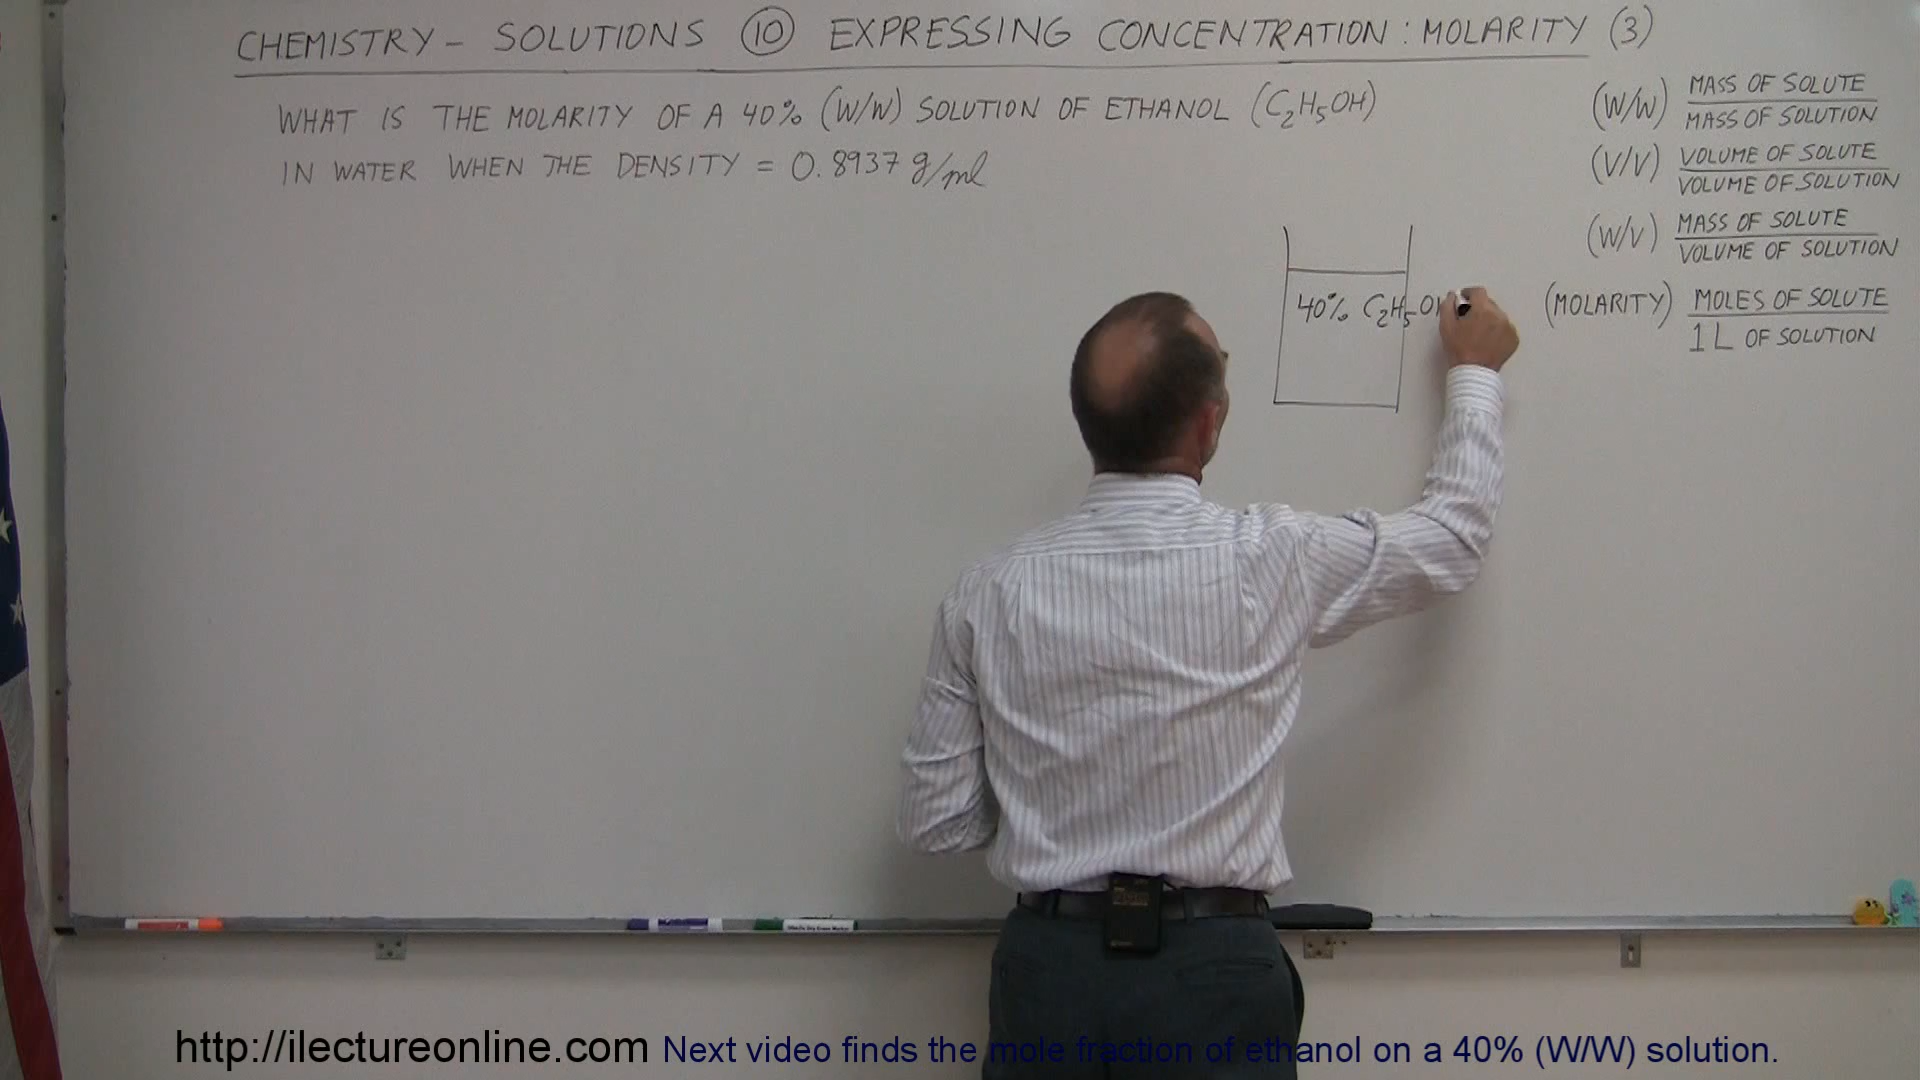 CHEMISTRY - SOLUTIONS 10 EXPRESSING CONCENTRATION: MOLARITY (3)
WHAT IS THE MOLARITY OF A 40% (W/W) SOLUTION OF ETHANOL (C₂H₅OH)
IN WATER WHEN THE DENSITY = 0.8937 g/ml
(W/W) MASS OF SOLUTE
MASS OF SOLUTION
(V/V) VOLUME OF SOLUTE
VOLUME OF SOLUTION
(W/V) MASS OF SOLUTE
VOLUME OF SOLUTION
(MOLARITY) MOLES OF SOLUTE
1 L OF SOLUTION
40% C₂H₅OH
http://ilectureonline.com Next video finds the mole fraction of ethanol on a 40% (W/W) solution.